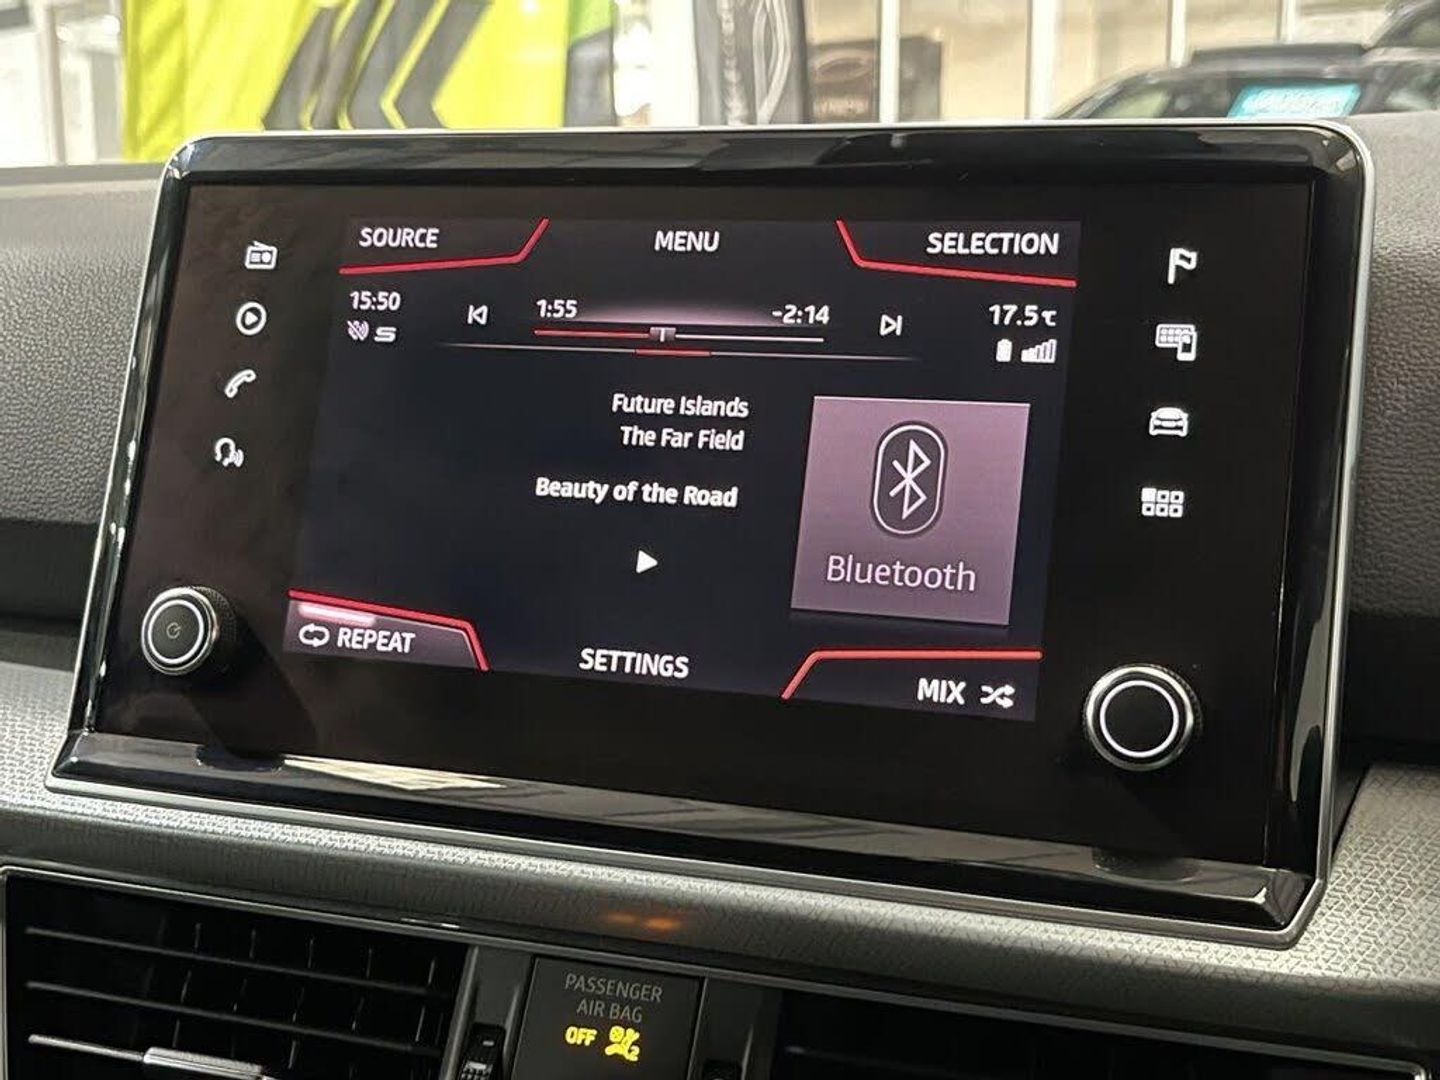 SOURCE
MENU
SELECTION
15:50
1:55
-2:14
17.5℃
Future Islands
The Far Field
Beauty of the Road
Bluetooth
REPEAT
SETTINGS
MIX
PASSENGER
AIR BAG
OFF
2